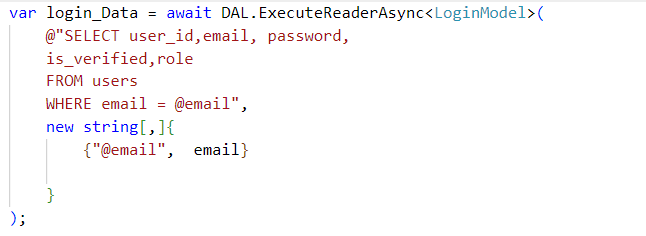 var login_Data = await DAL.ExecuteReaderAsync<LoginModel>(
@"SELECT user_id,email, password,
is_verified,role
FROM users
WHERE email = @email",
new string[,]{
{"@email",  email}
}
);